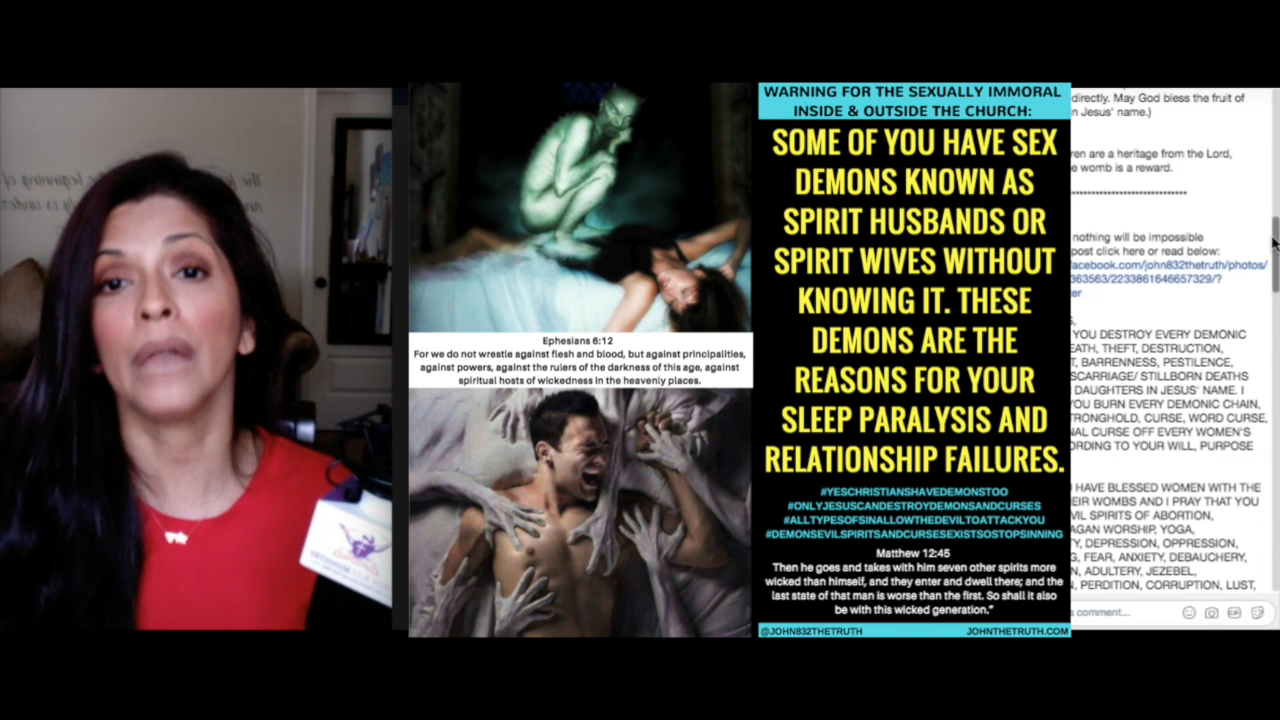 WARNING FOR THE SEXUALLY IMMORAL
INSIDE & OUTSIDE THE CHURCH:
SOME OF YOU HAVE SEX
DEMONS KNOWN AS
SPIRIT HUSBANDS OR
SPIRIT WIVES WITHOUT
KNOWING IT. THESE
DEMONS ARE THE
REASONS FOR YOUR
SLEEP PARALYSIS AND
RELATIONSHIP FAILURES.
#YESCHRISTIANSHAVEDEMONSTOO
#ONLYJESUSCANDESTROYDEMONSANDCURSES
#ALLTYPESOFSINALLOWTHEDEVILTOATTACKYOU
#DEMONSEVILSPIRITSANDCURSESEXISTSOSTOPSINNING
Matthew 12:45
Then he goes and takes with him seven other spirits more
wicked than himself, and they enter and dwell there; and the
last state of that man is worse than the first. So shall it also
be with this wicked generation."
@JOHN832THETRUTH
JOHNTHETRUTH.COM
Ephesians 6:12
For we do not wrestle against flesh and blood, but against principalities,
against powers, against the rulers of the darkness of this age, against
spiritual hosts of wickedness in the heavenly places.
directly. May God bless the fruit of
n Jesus' name.)
are a heritage from the Lord,
womb is a reward.
nothing will be impossible
post click here or read below:
facebook.com/john832thetruth/photos/
363563/2233861646657329/?
YOU DESTROY EVERY DEMONIC
EATH, THEFT, DESTRUCTION,
T, BARRENNESS, PESTILENCE,
SCARRIAGE/ STILLBORN DEATHS
DAUGHTERS IN JESUS' NAME. I
YOU BURN EVERY DEMONIC CHAIN,
TRONGHOLD, CURSE, WORD CURSE,
NAL CURSE OFF EVERY WOMEN'S
ORDING TO YOUR WILL, PURPOSE
HAVE BLESSED WOMEN WITH THE
EIR WOMBS AND I PRAY THAT YOU
VIL SPIRITS OF ABORTION,
AGAN WORSHIP, YOGA,
TY, DEPRESSION, OPPRESSION,
G, FEAR, ANXIETY, DEBAUCHERY,
N, ADULTERY, JEZEBEL,
PERDITION, CORRUPTION, LUST,
a comment...